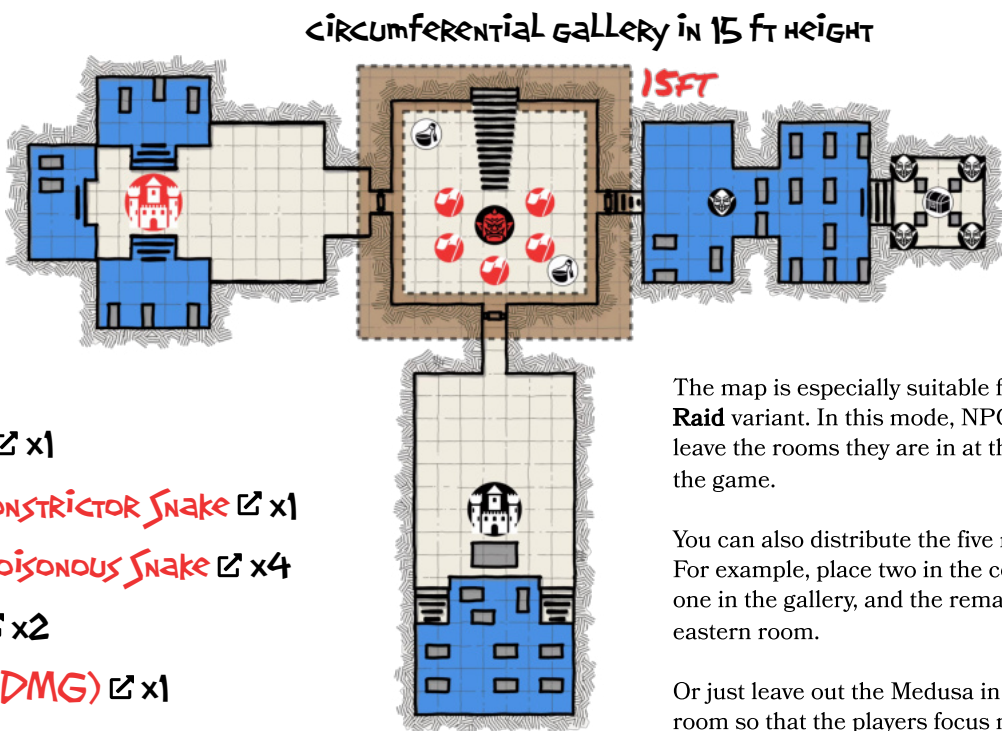 circumferential gallery in 15 ft height
15ft
x1
onstrictor Snake x1
oisonous Snake x4
x2
DMG) x1
The map is especially suitable f
Raid variant. In this mode, NPC
leave the rooms they are in at th
the game.
You can also distribute the five r
For example, place two in the ce
one in the gallery, and the rema
eastern room.
Or just leave out the Medusa in
room so that the players focus m